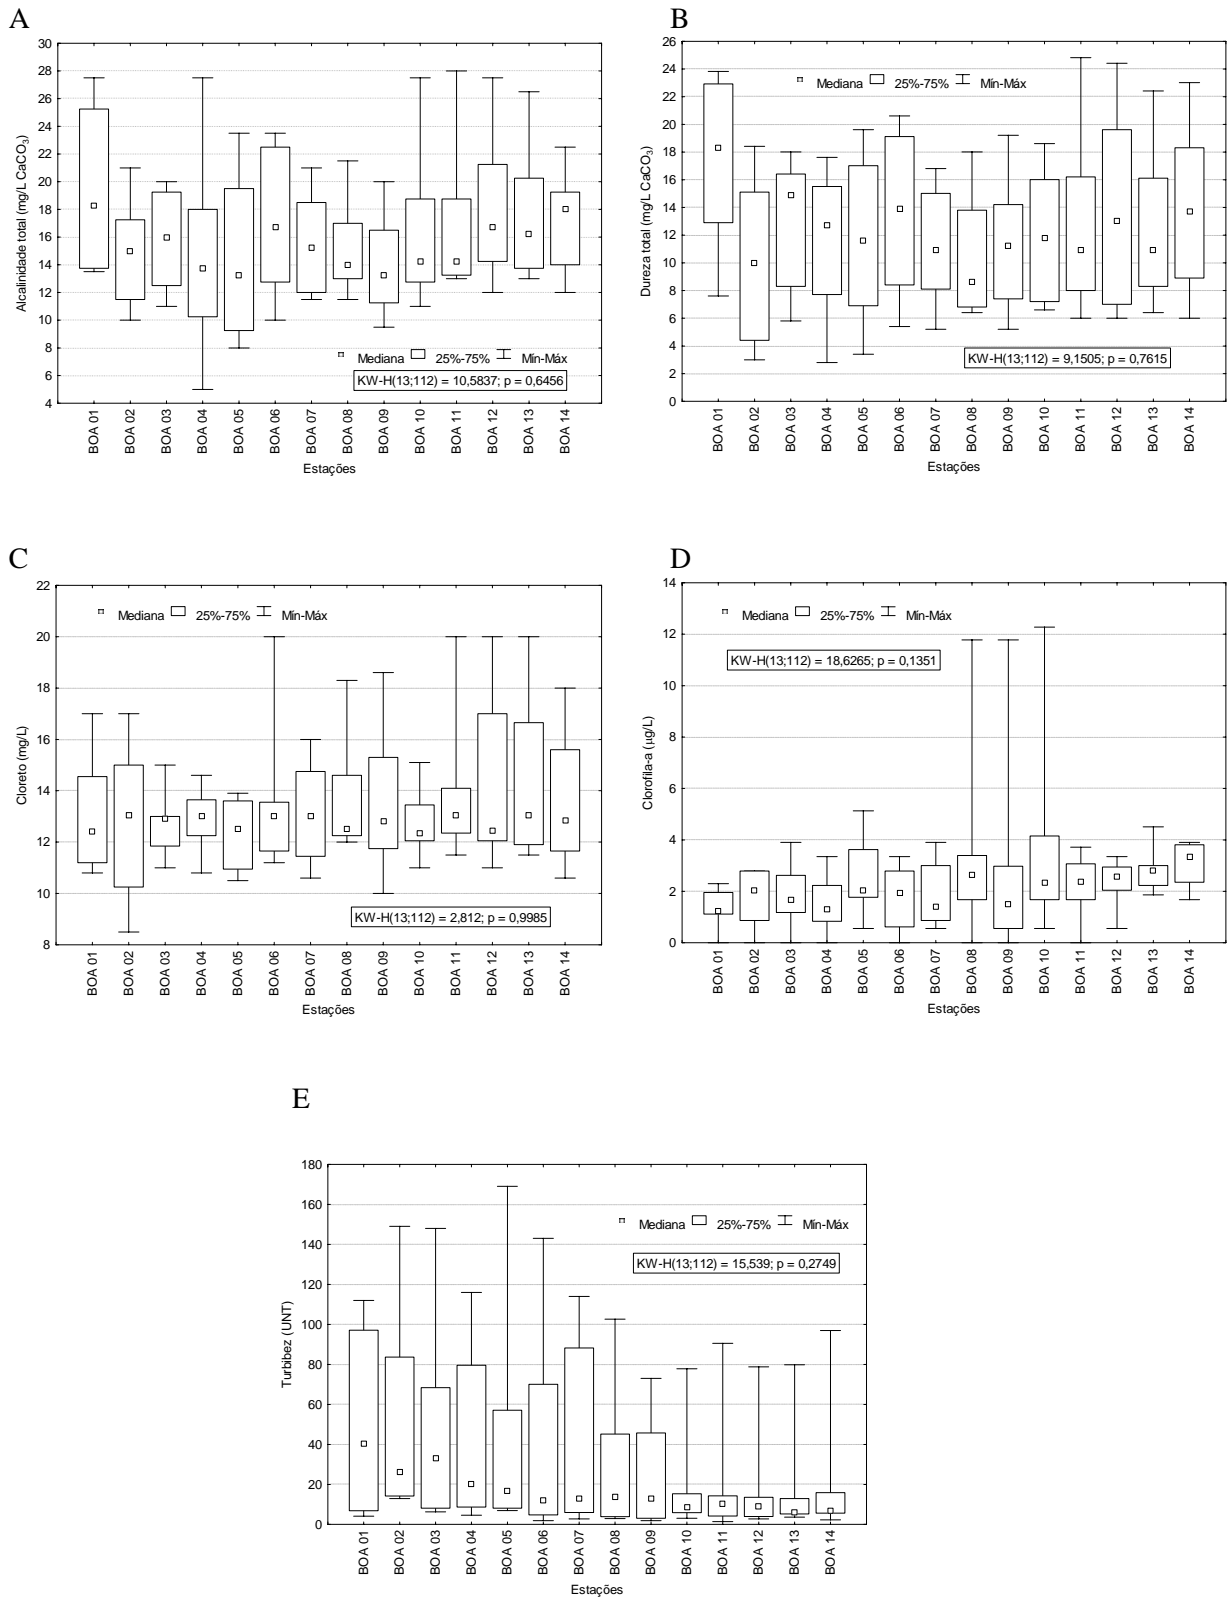 A
30
28
26
24
22
20
18
16
14
12
10
8
6
4
Alcalinidade total (mg/L CaCO₃)
Mediana 25%-75% Mín-Máx
KW-H(13;112) = 10,5837; p = 0,6456
BOA 01 BOA 02 BOA 03 BOA 04 BOA 05 BOA 06 BOA 07 BOA 08 BOA 09 BOA 10 BOA 11 BOA 12 BOA 13 BOA 14
Estações
B
26
24
22
20
18
16
14
12
10
8
6
4
2
0
Dureza total (mg/L CaCO₃)
Mediana 25%-75% Mín-Máx
KW-H(13;112) = 9,1505; p = 0,7615
BOA 01 BOA 02 BOA 03 BOA 04 BOA 05 BOA 06 BOA 07 BOA 08 BOA 09 BOA 10 BOA 11 BOA 12 BOA 13 BOA 14
Estações
C
22
20
18
16
14
12
10
8
Cloreto (mg/L)
Mediana 25%-75% Mín-Máx
KW-H(13;112) = 2,812; p = 0,9985
BOA 01 BOA 02 BOA 03 BOA 04 BOA 05 BOA 06 BOA 07 BOA 08 BOA 09 BOA 10 BOA 11 BOA 12 BOA 13 BOA 14
Estações
D
14
12
10
8
6
4
2
0
Clorofila-a (µg/L)
Mediana 25%-75% Mín-Máx
KW-H(13;112) = 18,6265; p = 0,1351
BOA 01 BOA 02 BOA 03 BOA 04 BOA 05 BOA 06 BOA 07 BOA 08 BOA 09 BOA 10 BOA 11 BOA 12 BOA 13 BOA 14
Estações
E
180
160
140
120
100
80
60
40
20
0
Turbibez (UNT)
Mediana 25%-75% Mín-Máx
KW-H(13;112) = 15,539; p = 0,2749
BOA 01 BOA 02 BOA 03 BOA 04 BOA 05 BOA 06 BOA 07 BOA 08 BOA 09 BOA 10 BOA 11 BOA 12 BOA 13 BOA 14
Estações